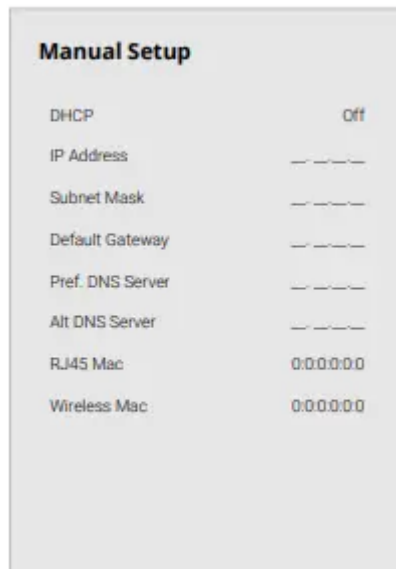 Manual Setup
DHCP Off
IP Address __.__.__.__
Subnet Mask __.__.__.__
Default Gateway __.__.__.__
Pref. DNS Server __.__.__.__
Alt DNS Server __.__.__.__
RJ45 Mac 0:0:0:0:0:0
Wireless Mac 0:0:0:0:0:0